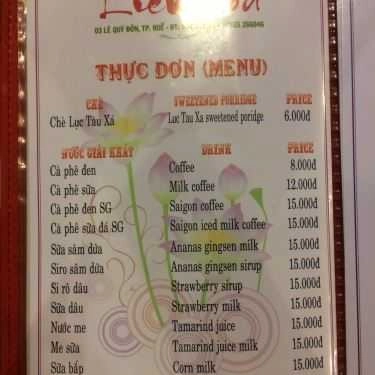 03 LÊ QUÝ ĐÔN, TP. HUẾ
THỰC ĐƠN (MENU)
CHÈ SWEETENED PORIDGE PRICE
Chè Lục Tàu Xá Luc Tau Xa sweetened poridge 6.000đ
NƯỚC GIẢI KHÁT DRINK PRICE
Cà phê đen Coffee 8.000đ
Cà phê sữa Milk coffee 12.000đ
Cà phê đen SG Saigon coffee 15.000đ
Cà phê sữa đá SG Saigon iced milk coffee 15.000đ
Sữa sâm dứa Ananas gingsen milk 15.000đ
Siro sâm dứa Ananas gingsen sirup 15.000đ
Si rô dâu Strawberry sirup 15.000đ
Sữa dâu Strawberry milk 15.000đ
Nước me Tamarind juice 15.000đ
Me sữa Tamarind juice milk 15.000đ
Sữa bắp Corn milk 15.000đ